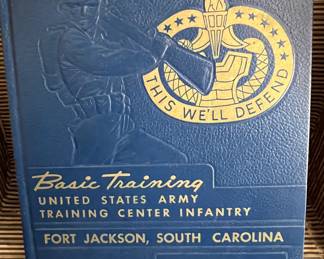 THIS WE'LL DEFEND
Basic Training
UNITED STATES ARMY
TRAINING CENTER INFANTRY
FORT JACKSON, SOUTH CAROLINA